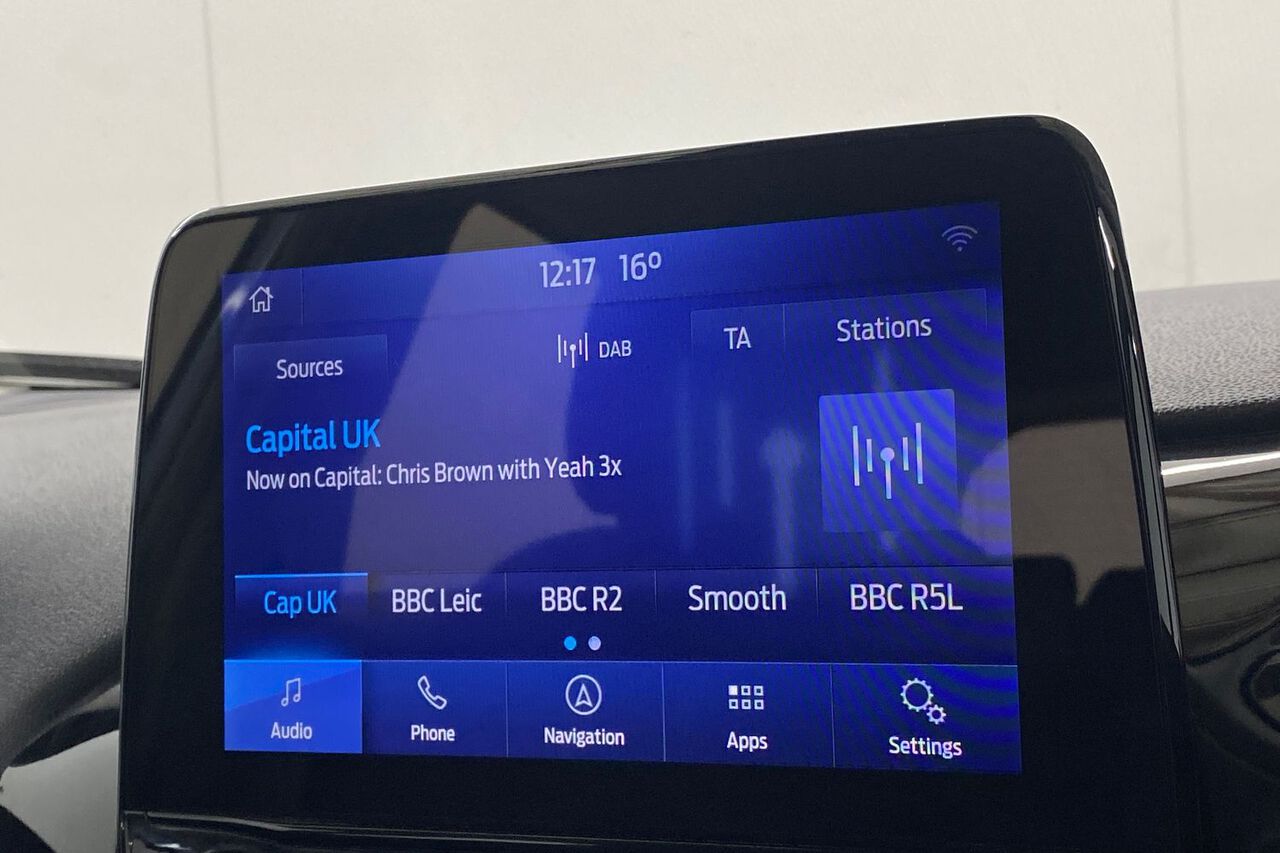 12:17 16º
Sources
DAB
TA
Stations
Capital UK
Now on Capital: Chris Brown with Yeah 3x
Cap UK
BBC Leic
BBC R2
Smooth
BBC R5L
Audio
Phone
Navigation
Apps
Settings